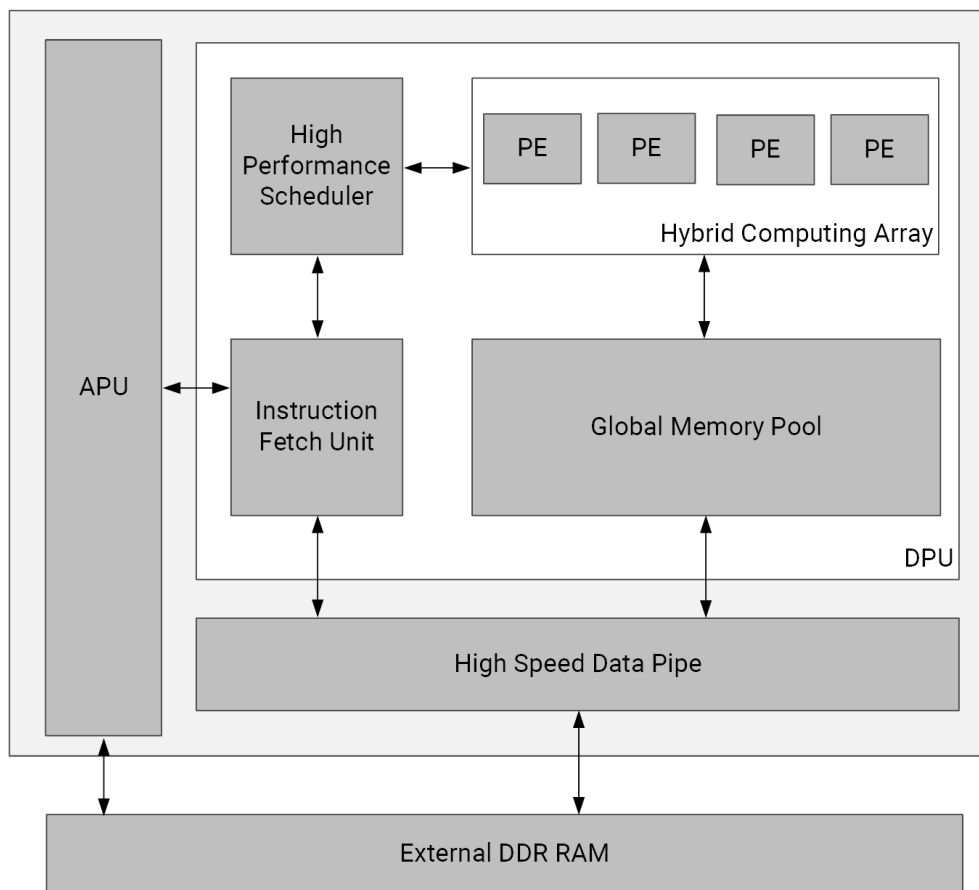 High
Performance
Scheduler
PE
PE
PE
PE
Hybrid Computing Array
APU
Instruction
Fetch Unit
Global Memory Pool
DPU
High Speed Data Pipe
External DDR RAM